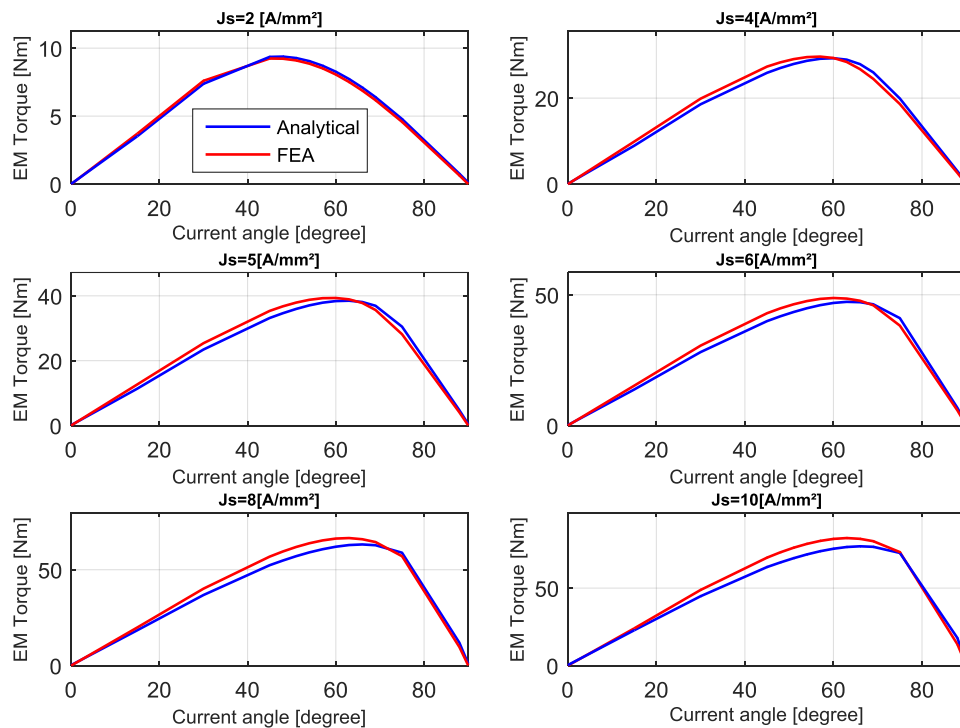 Js=2 [A/mm²]
EM Torque [Nm]
10
5
0
Analytical
FEA
0 20 40 60 80
Current angle [degree]
Js=4 [A/mm²]
EM Torque [Nm]
20
0
0 20 40 60 80
Current angle [degree]
Js=5[A/mm²]
EM Torque [Nm]
40
20
0
0 20 40 60 80
Current angle [degree]
Js=6[A/mm²]
EM Torque [Nm]
50
0
0 20 40 60 80
Current angle [degree]
Js=8[A/mm²]
EM Torque [Nm]
50
0
0 20 40 60 80
Current angle [degree]
Js=10[A/mm²]
EM Torque [Nm]
50
0
0 20 40 60 80
Current angle [degree]